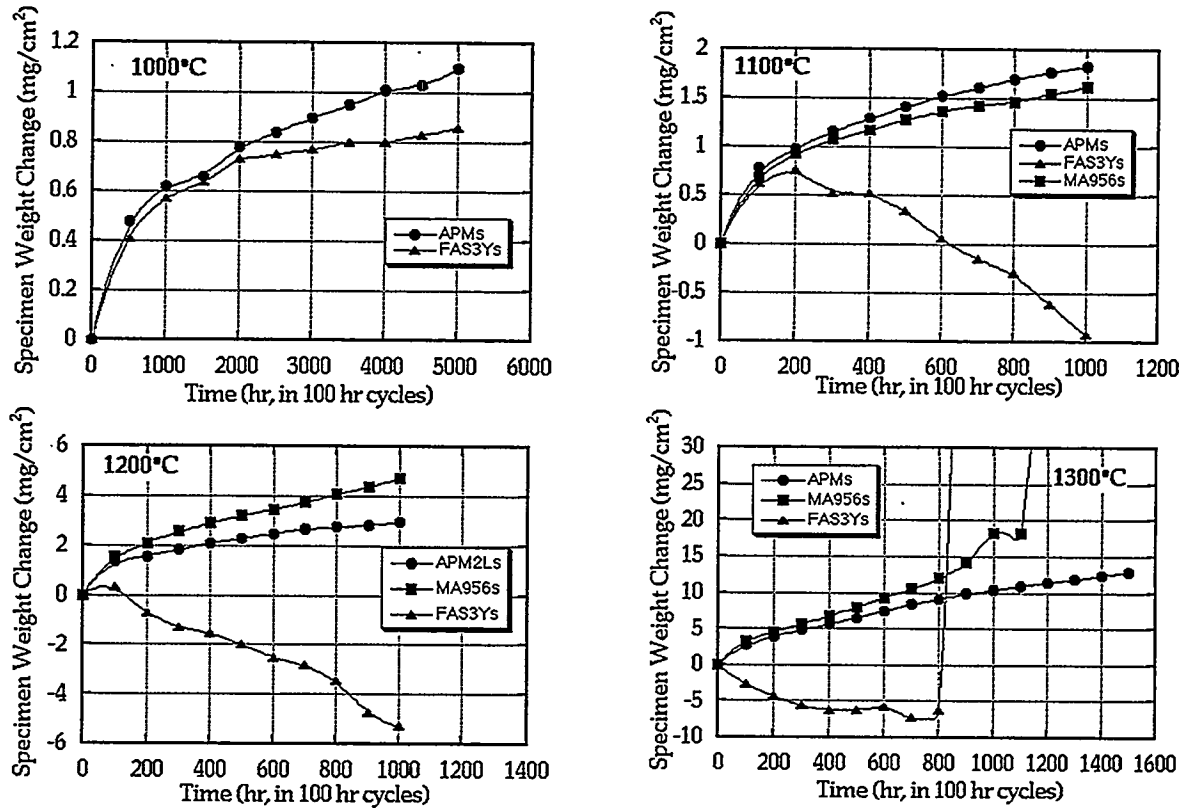 1000°C
Specimen Weight Change (mg/cm²)
1.2
1
0.8
0.6
0.4
0.2
0
APMs
FAS3Ys
0 1000 2000 3000 4000 5000 6000
Time (hr, in 100 hr cycles)
1100°C
Specimen Weight Change (mg/cm²)
2
1.5
1
0.5
0
-0.5
-1
APMs
FAS3Ys
MA956s
0 200 400 600 800 1000 1200
Time (hr, in 100 hr cycles)
1200°C
Specimen Weight Change (mg/cm²)
6
4
2
0
-2
-4
-6
APM2Ls
MA956s
FAS3Ys
0 200 400 600 800 1000 1200 1400
Time (hr, in 100 hr cycles)
1300°C
Specimen Weight Change (mg/cm²)
30
25
20
15
10
5
0
-5
-10
APMs
MA956s
FAS3Ys
0 200 400 600 800 1000 1200 1400 1600
Time (hr, in 100 hr cycles)